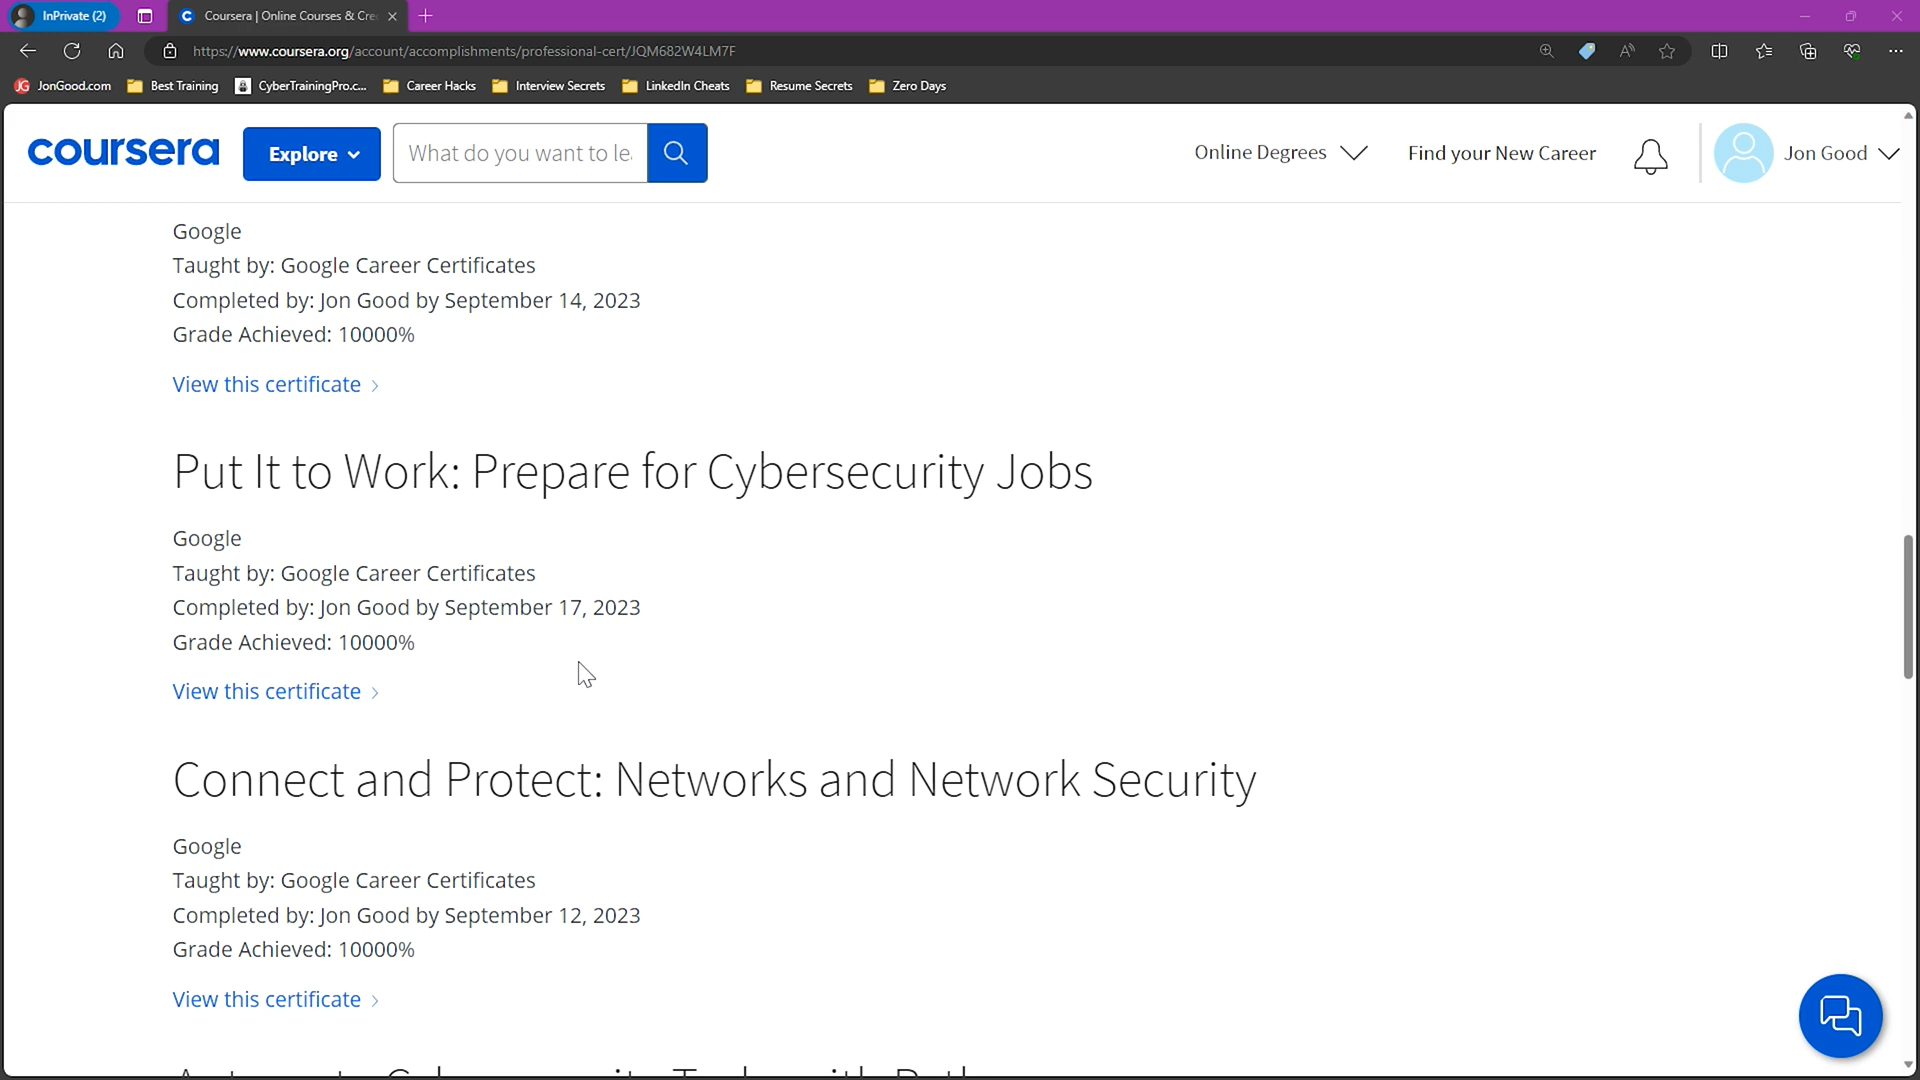 InPrivate (2)
Coursera | Online Courses & Cre
https://www.coursera.org/account/accomplishments/professional-cert/JQM682W4LM7F
JonGood.com
Best Training
CyberTrainingPro.c...
Career Hacks
Interview Secrets
LinkedIn Cheats
Resume Secrets
Zero Days
coursera
Explore
What do you want to le
Online Degrees
Find your New Career
Jon Good
Google
Taught by: Google Career Certificates
Completed by: Jon Good by September 14, 2023
Grade Achieved: 10000%
View this certificate
Put It to Work: Prepare for Cybersecurity Jobs
Google
Taught by: Google Career Certificates
Completed by: Jon Good by September 17, 2023
Grade Achieved: 10000%
View this certificate
Connect and Protect: Networks and Network Security
Google
Taught by: Google Career Certificates
Completed by: Jon Good by September 12, 2023
Grade Achieved: 10000%
View this certificate